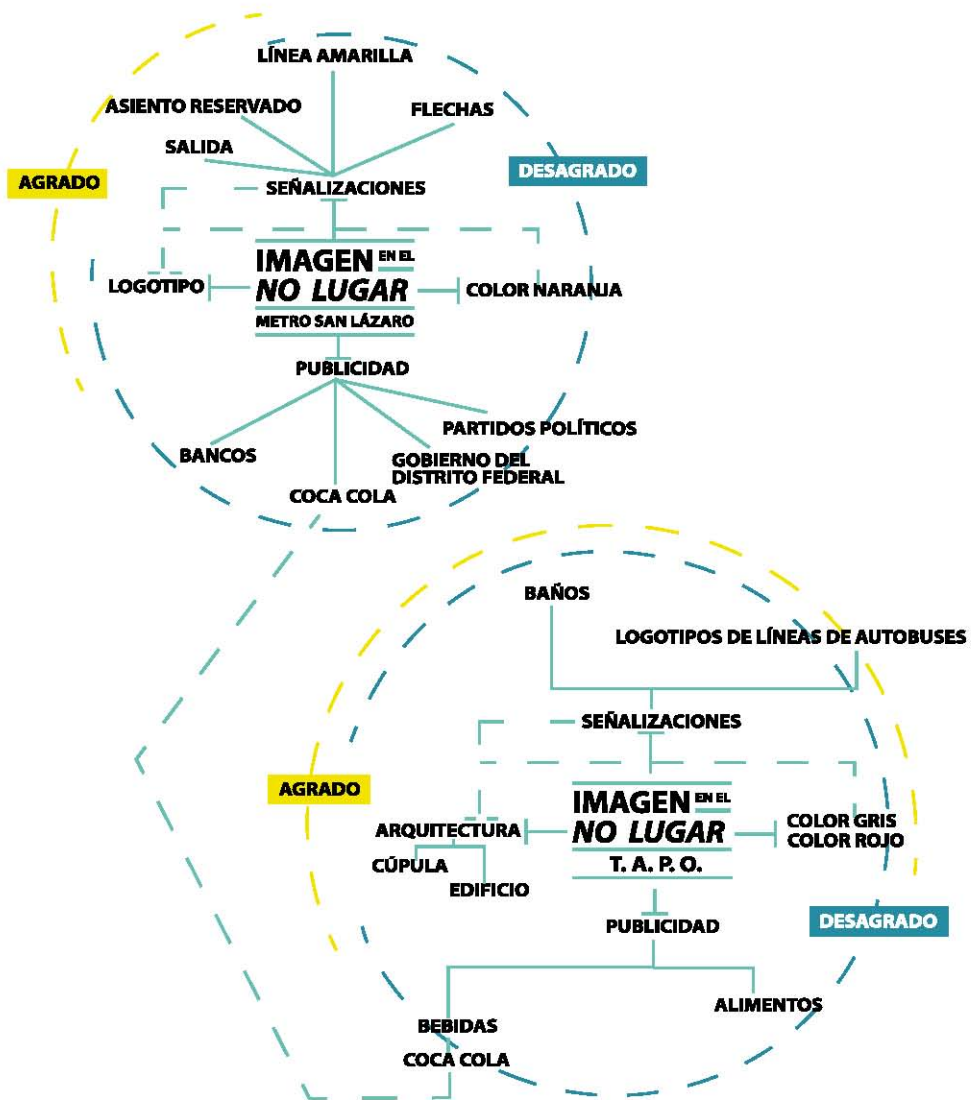 LÍNEA AMARILLA
ASIENTO RESERVADO
FLECHAS
SALIDA
AGRADO
DESAGRADO
SEÑALIZACIONES
IMAGEN EN EL
NO LUGAR
METRO SAN LÁZARO
LOGOTIPO
COLOR NARANJA
PUBLICIDAD
PARTIDOS POLÍTICOS
BANCOS
GOBIERNO DEL
DISTRITO FEDERAL
COCA COLA
BAÑOS
LOGOTIPOS DE LÍNEAS DE AUTOBUSES
SEÑALIZACIONES
AGRADO
IMAGEN EN EL
NO LUGAR
T. A. P. O.
ARQUITECTURA
CÚPULA
EDIFICIO
COLOR GRIS
COLOR ROJO
DESAGRADO
PUBLICIDAD
ALIMENTOS
BEBIDAS
COCA COLA